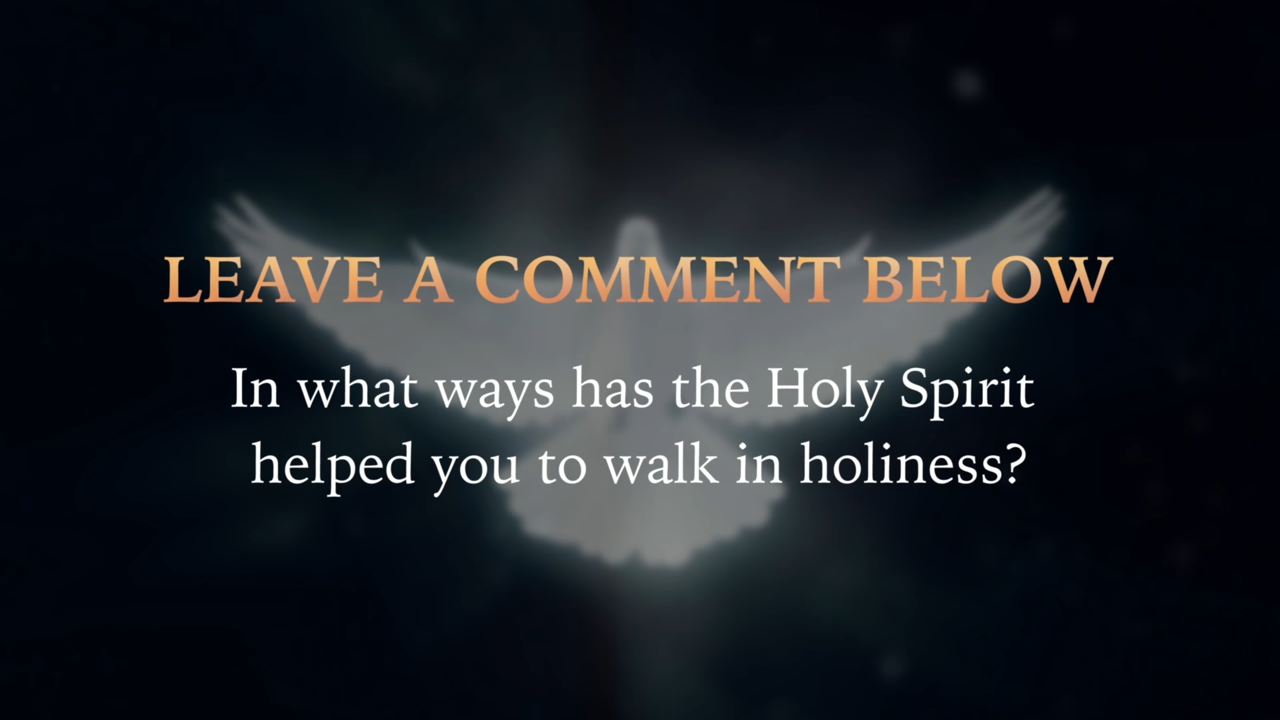 LEAVE A COMMENT BELOW
In what ways has the Holy Spirit
helped you to walk in holiness?